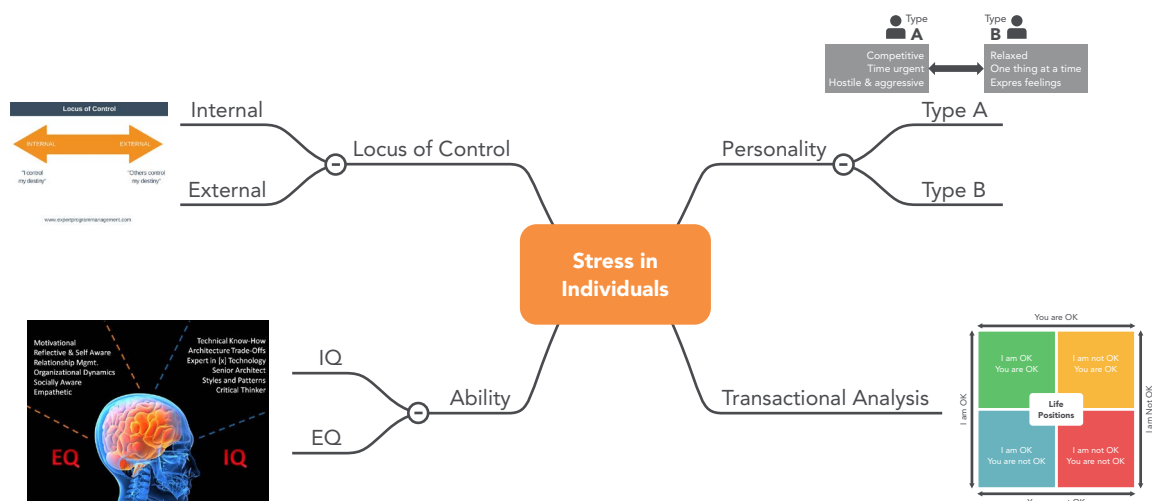 Type
A
Type
B
Competitive
Time urgent
Hostile & aggressive
Relaxed
One thing at a time
Expres feelings
Locus of Control
INTERNAL
EXTERNAL
"I control
my destiny"
"Others control
my destiny"
www.expertprogrammanagement.com
Internal
External
Locus of Control
Personality
Type A
Type B
Stress in
Individuals
Motivational
Reflective & Self Aware
Relationship Mgmt.
Organizational Dynamics
Socially Aware
Empathetic
Technical Know-How
Architecture Trade-Offs
Expert in [x] Technology
Senior Architect
Styles and Patterns
Critical Thinker
EQ
IQ
IQ
EQ
Ability
Transactional Analysis
You are OK
I am OK
You are OK
I am not OK
You are OK
Life
Positions
I am OK
You are not OK
I am not OK
You are not OK
I am OK
I am Not OK